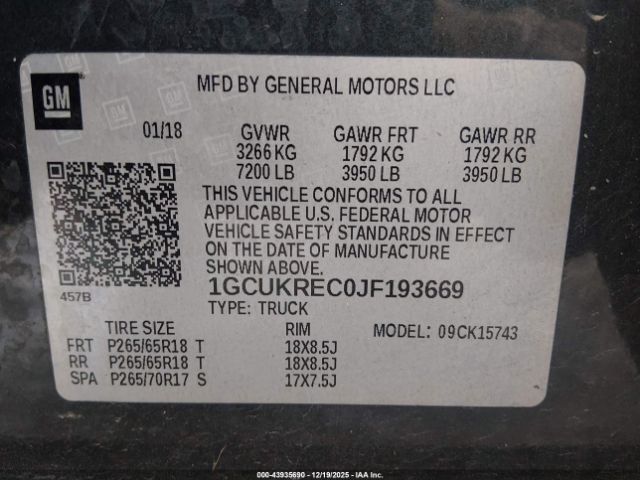 GM
MFD BY GENERAL MOTORS LLC
01/18 GVWR GAWR FRT GAWR RR
3266 KG 1792 KG 1792 KG
7200 LB 3950 LB 3950 LB
THIS VEHICLE CONFORMS TO ALL
APPLICABLE U.S. FEDERAL MOTOR
VEHICLE SAFETY STANDARDS IN EFFECT
ON THE DATE OF MANUFACTURE
SHOWN ABOVE.
457B
1GCUKREC0JF193669
TYPE: TRUCK
TIRE SIZE RIM MODEL: 09CK15743
FRT P265/65R18 T 18X8.5J
RR P265/65R18 T 18X8.5J
SPA P265/70R17 S 17X7.5J
000-43935690 - 12/19/2025 - IAA Inc.